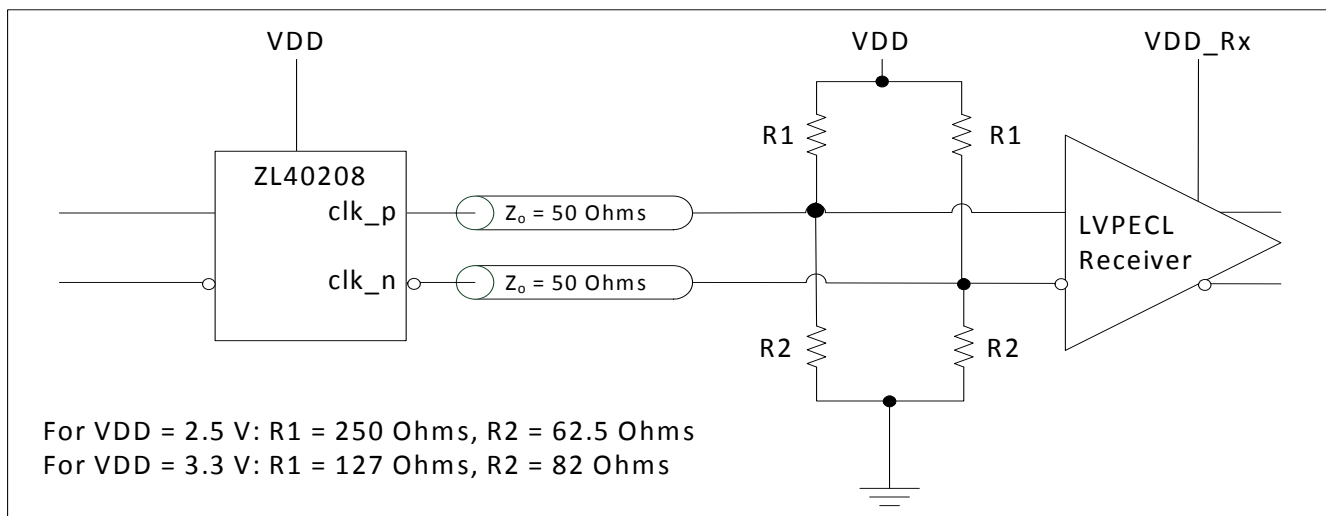 VDD
VDD
VDD_Rx
R1
R1
ZL40208
clk_p
Zo = 50 Ohms
LVPECL
Receiver
clk_n
Zo = 50 Ohms
R2
R2
For VDD = 2.5 V: R1 = 250 Ohms, R2 = 62.5 Ohms
For VDD = 3.3 V: R1 = 127 Ohms, R2 = 82 Ohms